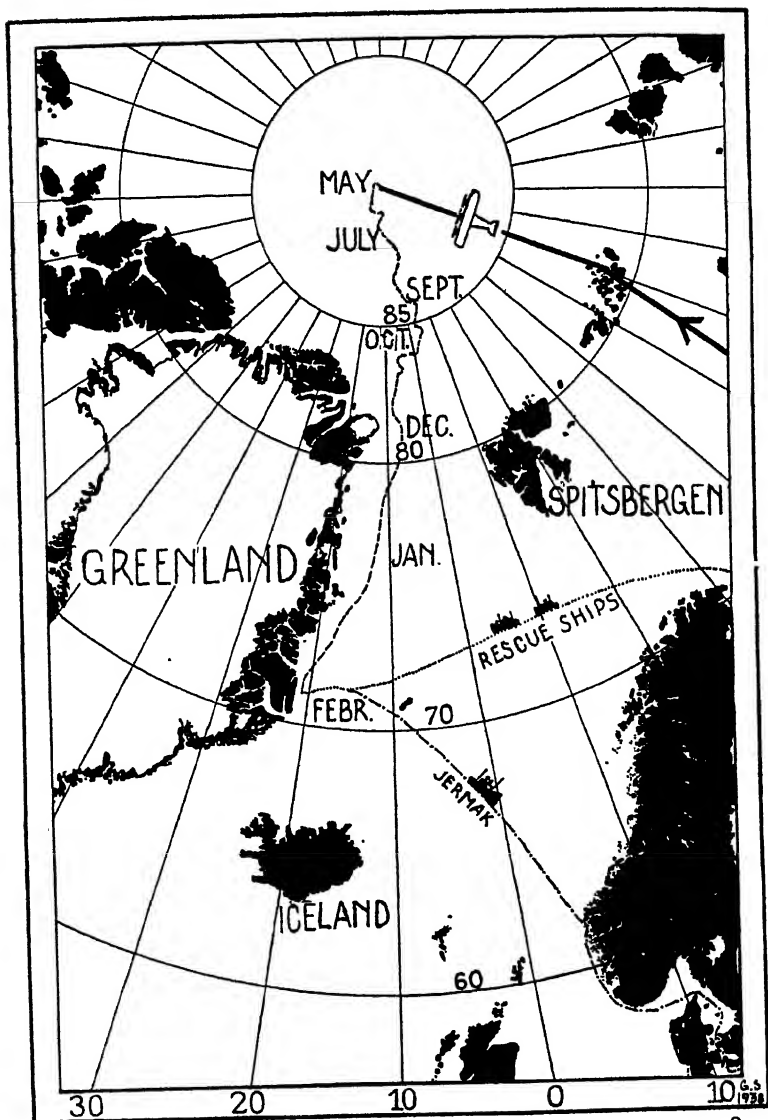 MAY
JULY
SEPT.
85
OCT.
DEC.
80
SPITSBERGEN
GREENLAND
JAN.
RESCUE SHIPS
FEBR.
70
JERMAK
ICELAND
60
30 20 10 0 10
G.S
1938